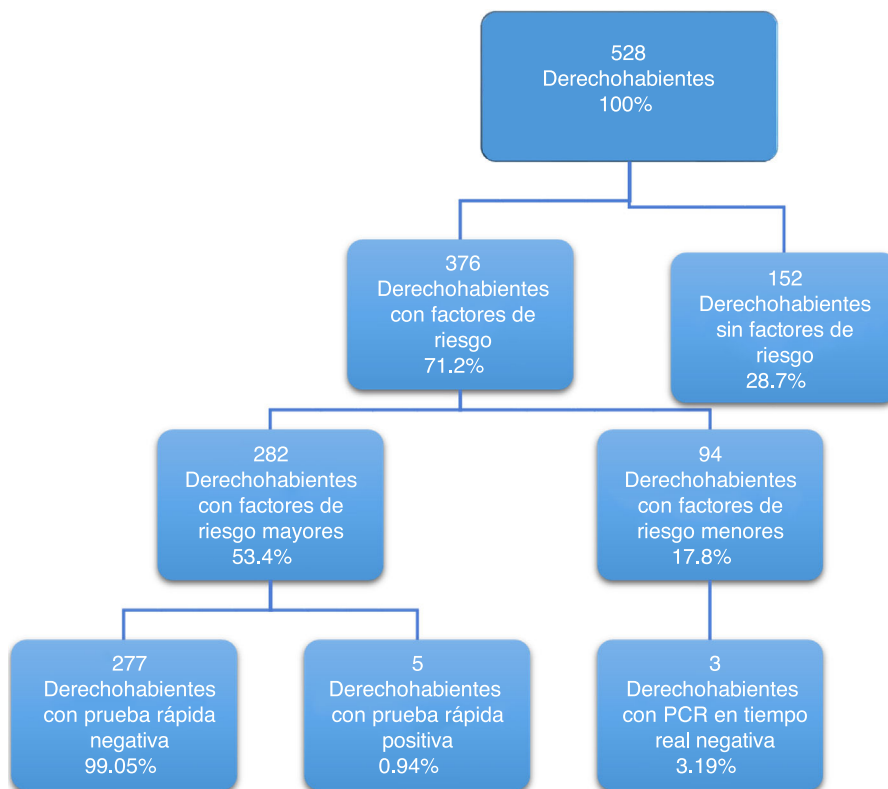 528
Derechohabientes
100%
376
Derechohabientes
con factores de
riesgo
71.2%
152
Derechohabientes
sin factores de
riesgo
28.7%
282
Derechohabientes
con factores de
riesgo mayores
53.4%
94
Derechohabientes
con factores de
riesgo menores
17.8%
277
Derechohabientes
con prueba rápida
negativa
99.05%
5
Derechohabientes
con prueba rápida
positiva
0.94%
3
Derechohabientes
con PCR en tiempo
real negativa
3.19%